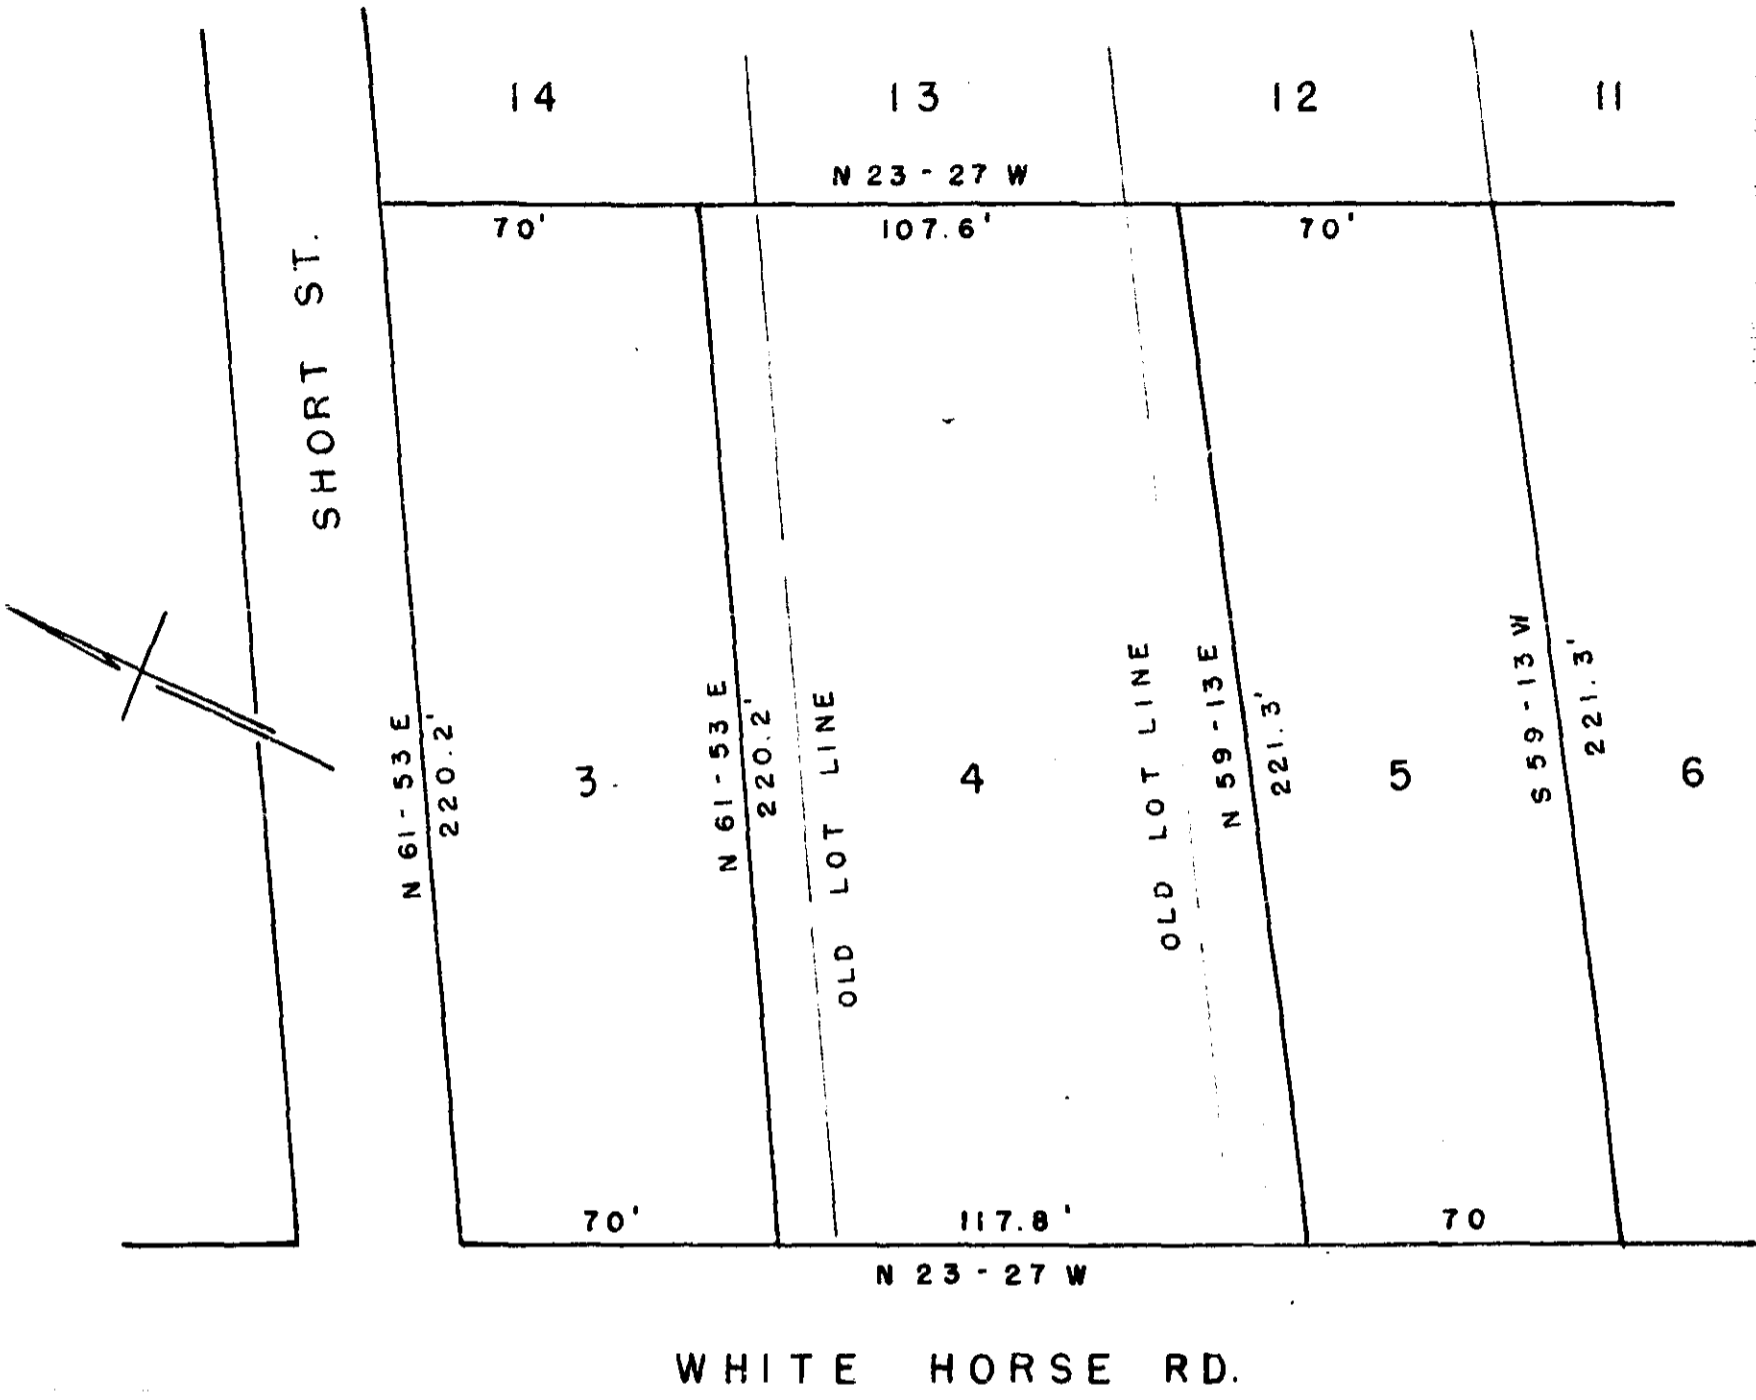 14
13
12
11
N 23 - 27 W
70'
107.6'
70'
SHORT ST.
N 61 - 53 E
220.2'
3
N 61 - 53 E
220.2'
OLD LOT LINE
4
OLD LOT LINE
N 59 - 13 E
221.3'
5
S 59 - 13 W
221.3'
6
70'
117.8'
70
N 23 - 27 W
WHITE HORSE RD.